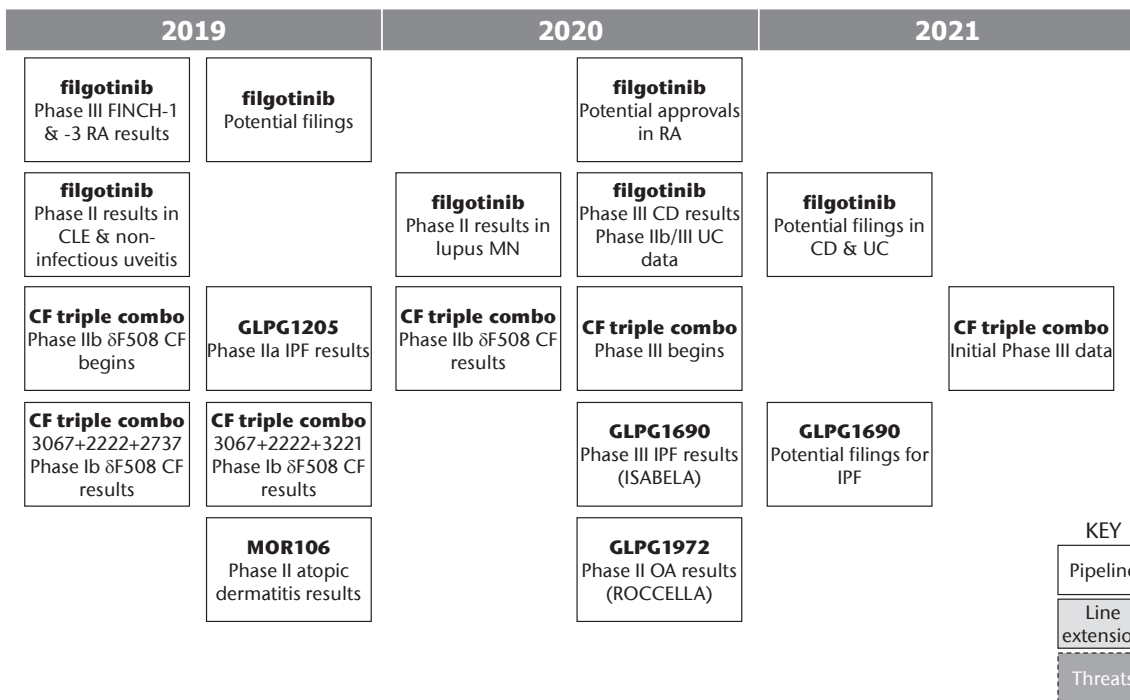 2019
2020
2021
filgotinib
Phase III FINCH-1
& -3 RA results
filgotinib
Potential filings
filgotinib
Potential approvals
in RA
filgotinib
Phase II results in
CLE & non-
infectious uveitis
filgotinib
Phase II results in
lupus MN
filgotinib
Phase III CD results
Phase IIb/III UC
data
filgotinib
Potential filings in
CD & UC
CF triple combo
Phase IIb δF508 CF
begins
GLPG1205
Phase IIa IPF results
CF triple combo
Phase IIb δF508 CF
results
CF triple combo
Phase III begins
CF triple combo
Initial Phase III data
CF triple combo
3067+2222+2737
Phase Ib δF508 CF
results
CF triple combo
3067+2222+3221
Phase Ib δF508 CF
results
GLPG1690
Phase III IPF results
(ISABELA)
GLPG1690
Potential filings for
IPF
MOR106
Phase II atopic
dermatitis results
GLPG1972
Phase II OA results
(ROCCELLA)
KEY
Pipeline
Line
extensio
Threats